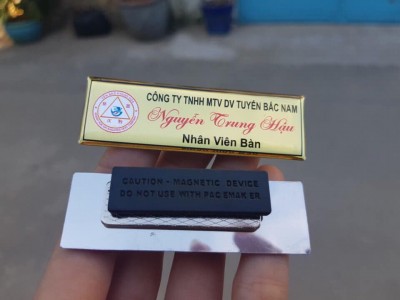 CÔNG TY TNHH MTV DV TUYÊN BẮC NAM
Nguyễn Trung Hậu
Nhân Viên Bàn
CAUTION - MAGNETIC DEVICE
DO NOT USE WITH PACEMAKER